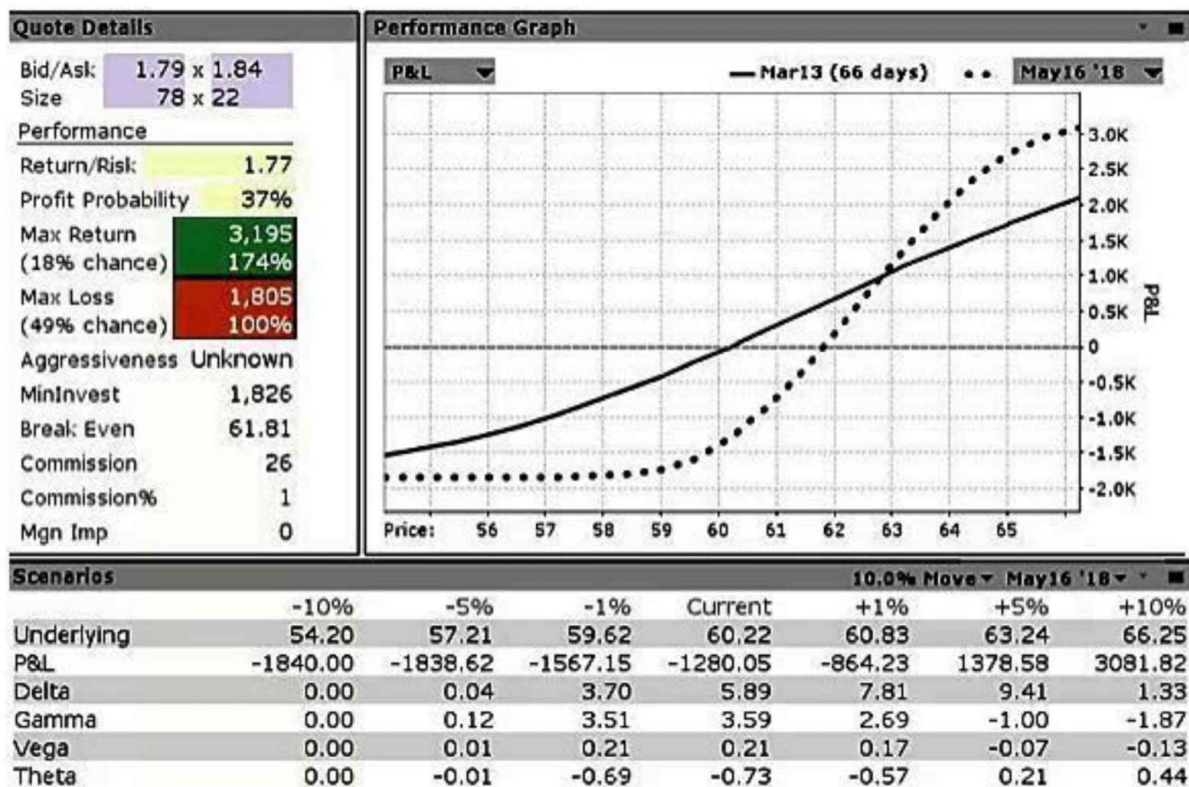 Quote Details
Bid/Ask 1.79 x 1.84
Size 78 x 22
Performance
Return/Risk 1.77
Profit Probability 37%
Max Return 3,195
(18% chance) 174%
Max Loss 1,805
(49% chance) 100%
Aggressiveness Unknown
MinInvest 1,826
Break Even 61.81
Commission 26
Commission% 1
Mgn Imp 0
Performance Graph
P&L Mar13 (66 days) May16 '18
3.0K
2.5K
2.0K
1.5K
1.0K
0.5K
0
-0.5K
-1.0K
-1.5K
-2.0K
P&L
Price: 56 57 58 59 60 61 62 63 64 65
Scenarios 10.0% Move May16 '18
-10% -5% -1% Current +1% +5% +10%
Underlying 54.20 57.21 59.62 60.22 60.83 63.24 66.25
P&L -1840.00 -1838.62 -1567.15 -1280.05 -864.23 1378.58 3081.82
Delta 0.00 0.04 3.70 5.89 7.81 9.41 1.33
Gamma 0.00 0.12 3.51 3.59 2.69 -1.00 -1.87
Vega 0.00 0.01 0.21 0.21 0.17 -0.07 -0.13
Theta 0.00 -0.01 -0.69 -0.73 -0.57 0.21 0.44